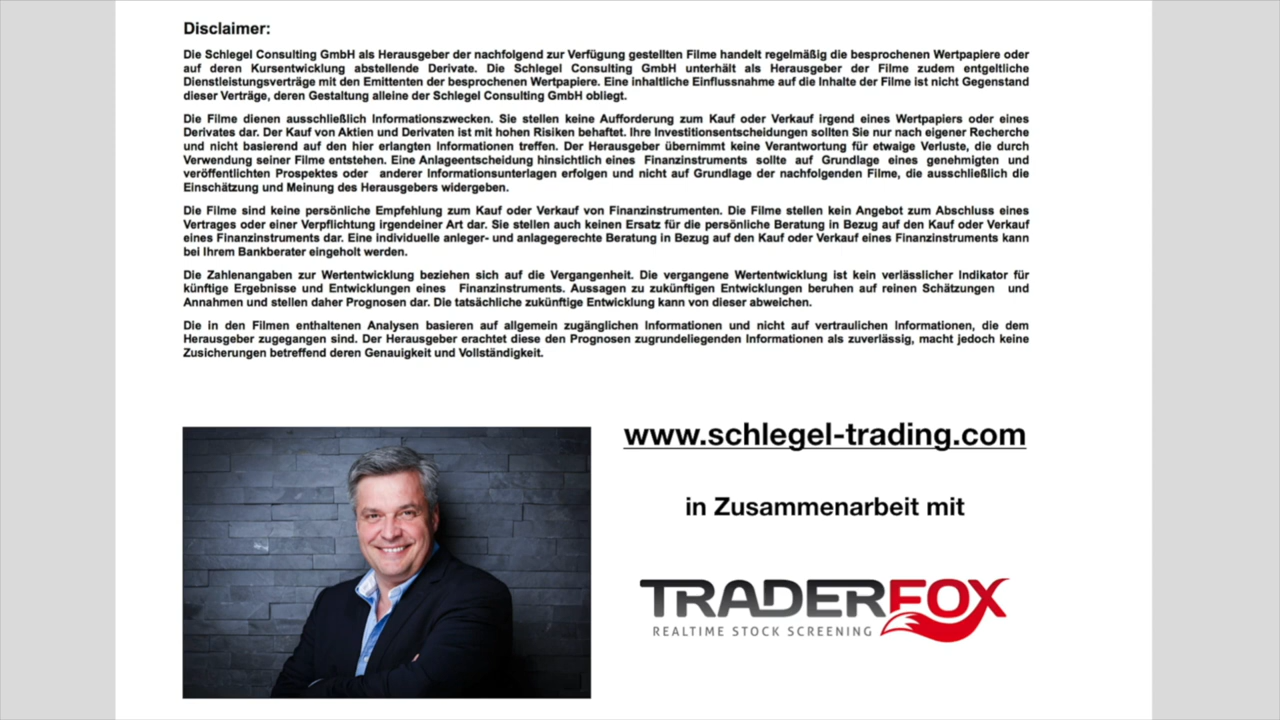 Disclaimer:
Die Schlegel Consulting GmbH als Herausgeber der nachfolgend zur Verfügung gestellten Filme handelt regelmäßig die besprochenen Wertpapiere oder
auf deren Kursentwicklung abstellende Derivate. Die Schlegel Consulting GmbH unterhält als Herausgeber der Filme zudem entgeltliche
Dienstleistungsverträge mit den Emittenten der besprochenen Wertpapiere. Eine inhaltliche Einflussnahme auf die Inhalte der Filme ist nicht Gegenstand
dieser Verträge, deren Gestaltung alleine der Schlegel Consulting GmbH obliegt.
Die Filme dienen ausschließlich Informationszwecken. Sie stellen keine Aufforderung zum Kauf oder Verkauf irgend eines Wertpapiers oder eines
Derivates dar. Der Kauf von Aktien und Derivaten ist mit hohen Risiken behaftet. Ihre Investitionsentscheidungen sollten Sie nur nach eigener Recherche
und nicht basierend auf den hier erlangten Informationen treffen. Der Herausgeber übernimmt keine Verantwortung für etwaige Verluste, die durch
Verwendung seiner Filme entstehen. Eine Anlageentscheidung hinsichtlich eines Finanzinstruments sollte auf Grundlage eines genehmigten und
veröffentlichten Prospektes oder anderer Informationsunterlagen erfolgen und nicht auf Grundlage der nachfolgenden Filme, die ausschließlich die
Einschätzung und Meinung des Herausgebers widergeben.
Die Filme sind keine persönliche Empfehlung zum Kauf oder Verkauf von Finanzinstrumenten. Die Filme stellen kein Angebot zum Abschluss eines
Vertrages oder einer Verpflichtung irgendeiner Art dar. Sie stellen auch keinen Ersatz für die persönliche Beratung in Bezug auf den Kauf oder Verkauf
eines Finanzinstruments dar. Eine individuelle anleger- und anlagegerechte Beratung in Bezug auf den Kauf oder Verkauf eines Finanzinstruments kann
bei Ihrem Bankberater eingeholt werden.
Die Zahlenangaben zur Wertentwicklung beziehen sich auf die Vergangenheit. Die vergangene Wertentwicklung ist kein verlässlicher Indikator für
künftige Ergebnisse und Entwicklungen eines Finanzinstruments. Aussagen zu zukünftigen Entwicklungen beruhen auf reinen Schätzungen und
Annahmen und stellen daher Prognosen dar. Die tatsächliche zukünftige Entwicklung kann von dieser abweichen.
Die in den Filmen enthaltenen Analysen basieren auf allgemein zugänglichen Informationen und nicht auf vertraulichen Informationen, die dem
Herausgeber zugegangen sind. Der Herausgeber erachtet diese den Prognosen zugrundeliegenden Informationen als zuverlässig, macht jedoch keine
Zusicherungen betreffend deren Genauigkeit und Vollständigkeit.
www.schlegel-trading.com
in Zusammenarbeit mit
TRADERFOX
REALTIME STOCK SCREENING